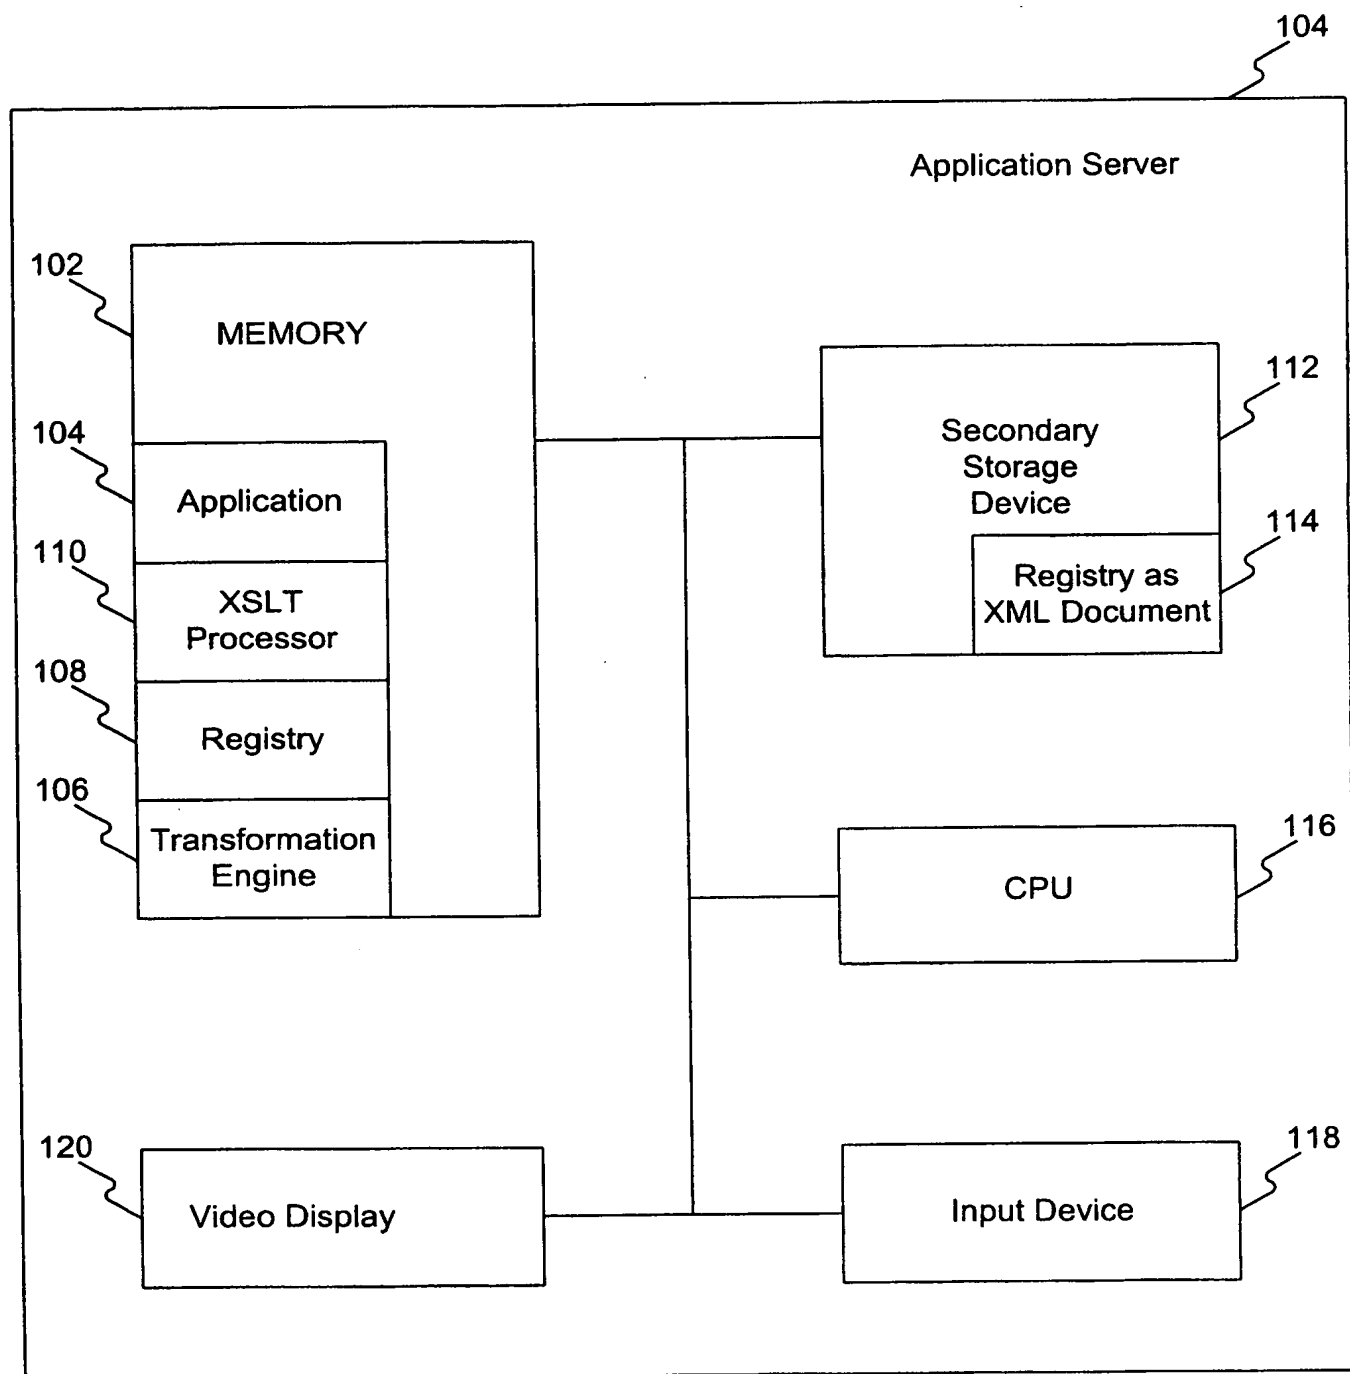 104
Application Server
102
MEMORY
112
Secondary
Storage
Device
104
Application
114
Registry as
XML Document
110
XSLT
Processor
108
Registry
106
Transformation
Engine
116
CPU
120
Video Display
118
Input Device